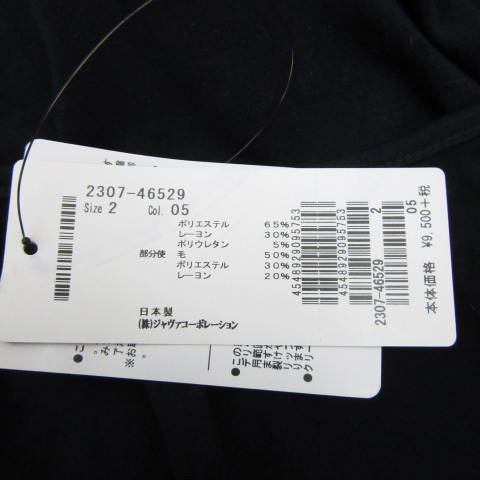 2307-46529
Size 2 Col. 05
ポリエステル 65%
レーヨン 30%
ポリウレタン 5%
部分使 毛 50%
ポリエステル 30%
レーヨン 20%
日本製
(株)ジャヴァコーポレーション
4548929095753
4548929095753
2307-46529
2
05
本体価格 ¥9,500+税